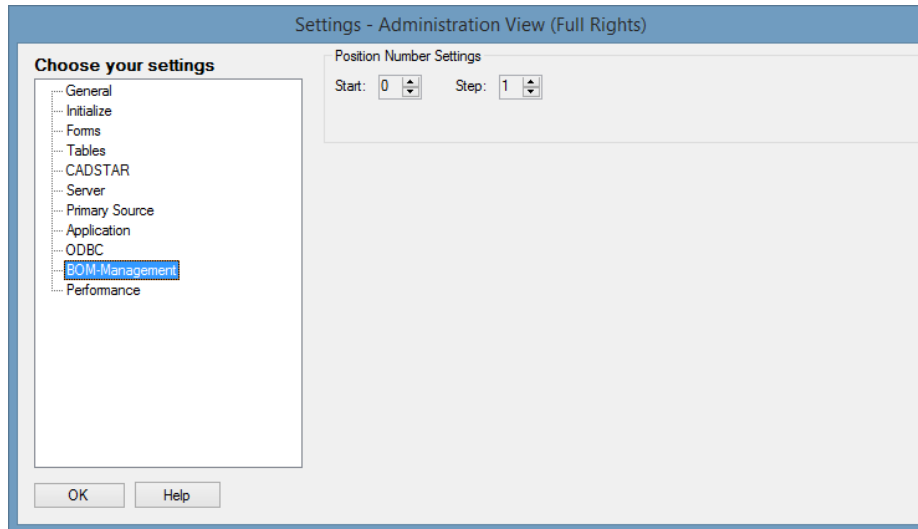 Settings - Administration View (Full Rights)
Choose your settings
General
Initialize
Forms
Tables
CADSTAR
Server
Primary Source
Application
ODBC
BOM-Management
Performance
OK Help
Position Number Settings
Start: 0 Step: 1